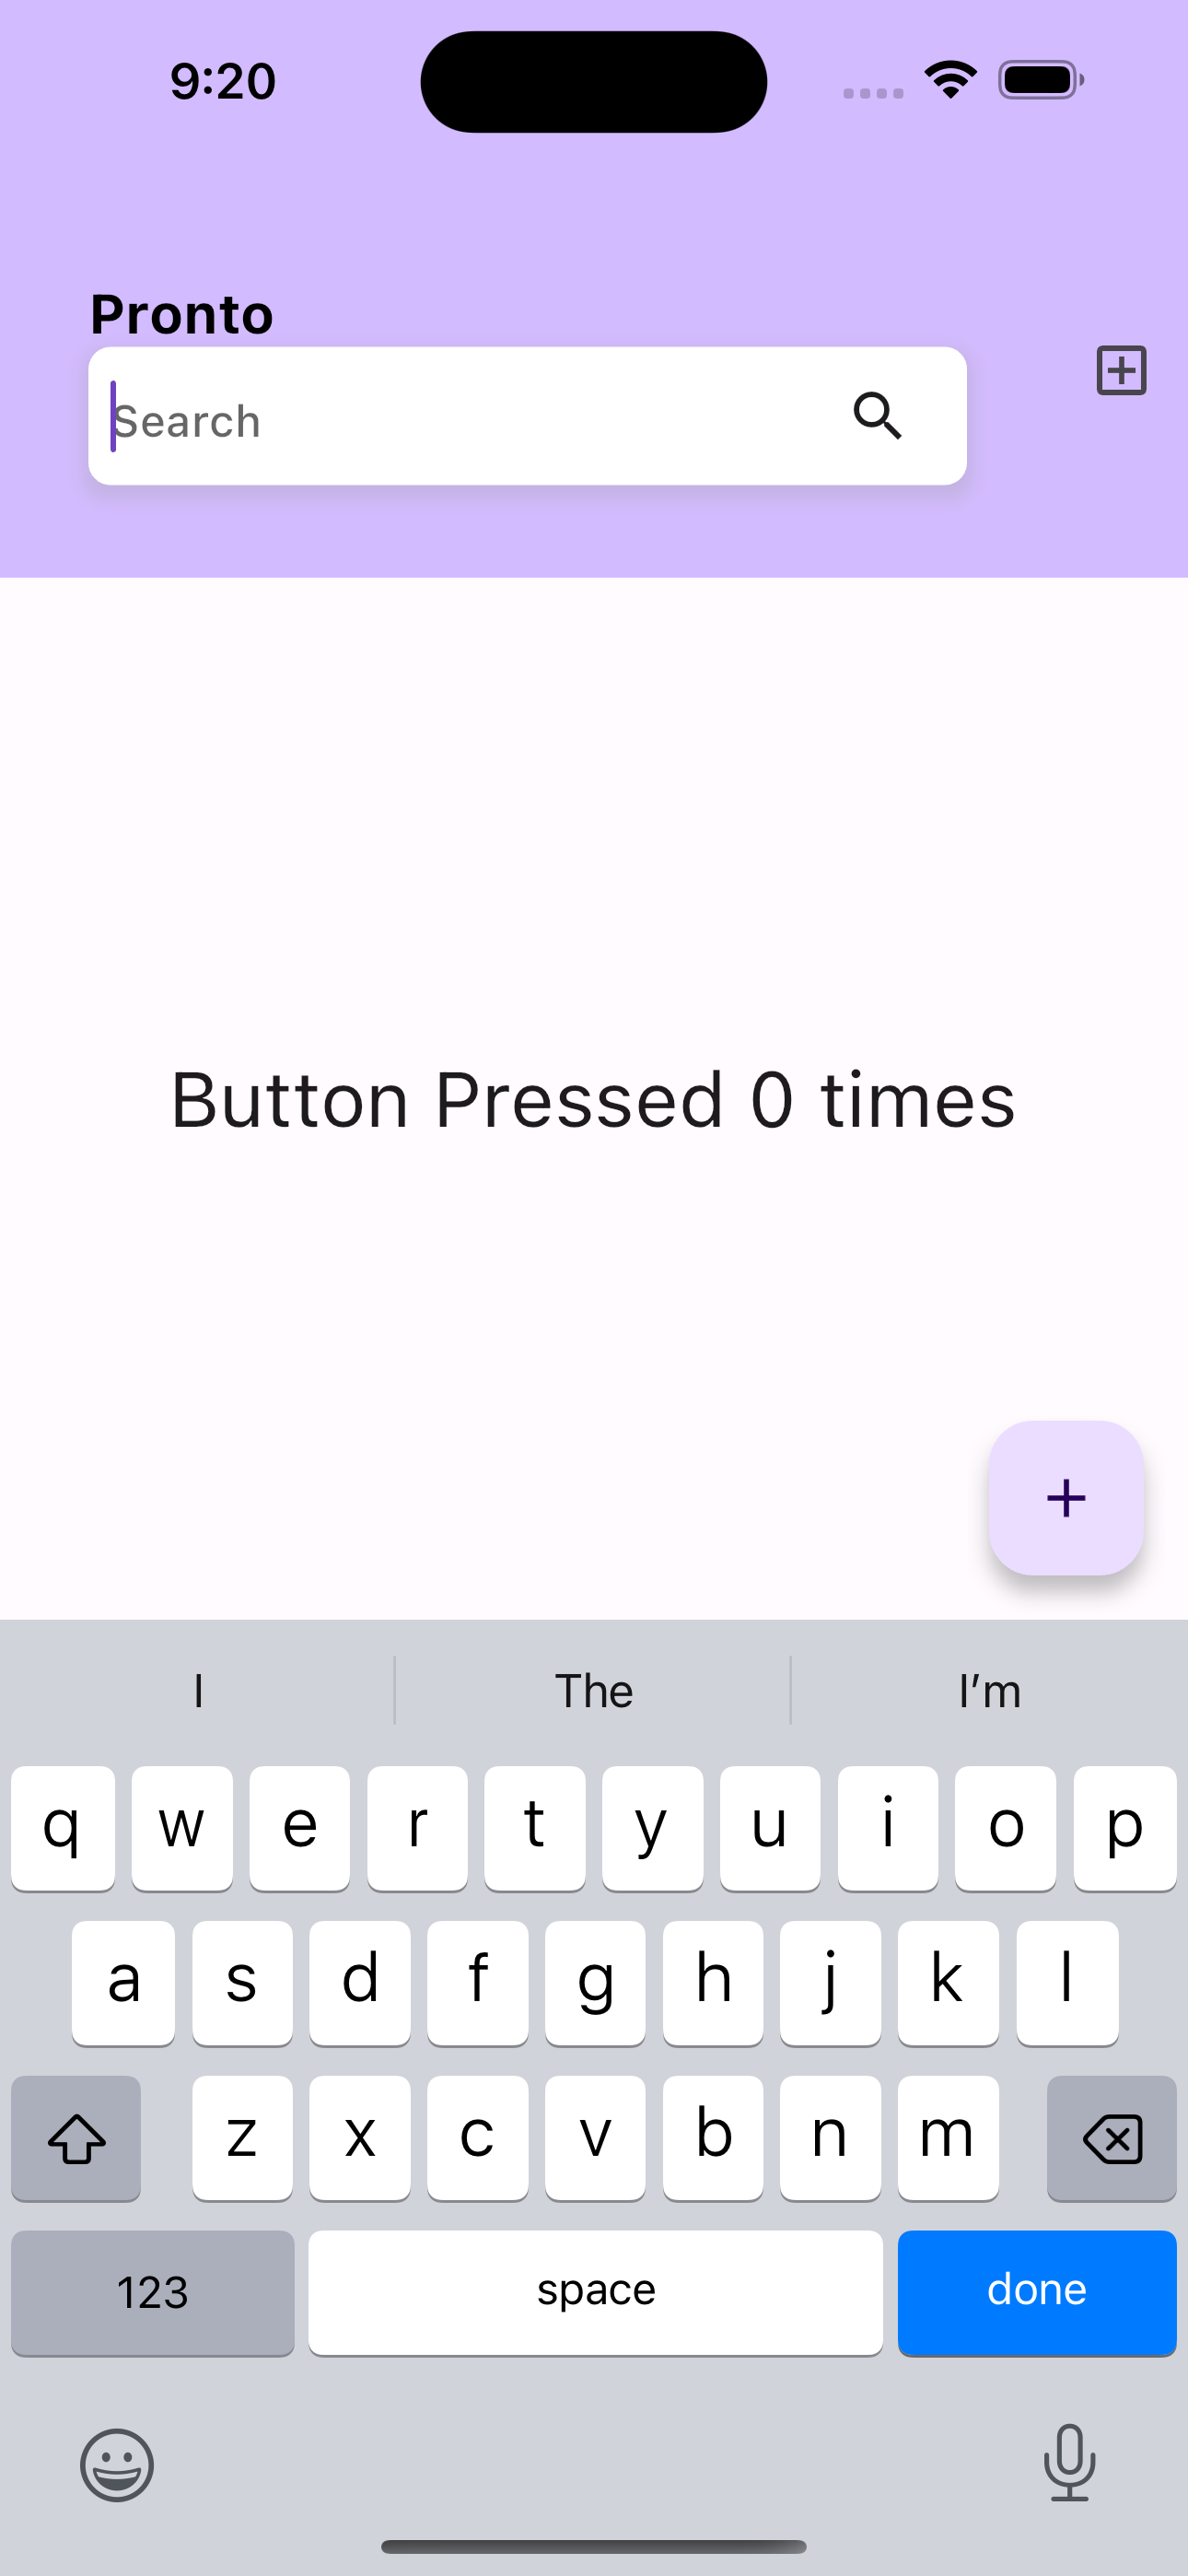 9:20
Pronto
Search
Button Pressed 0 times
I The I’m
q w e r t y u i o p
a s d f g h j k l
z x c v b n m
123 space done